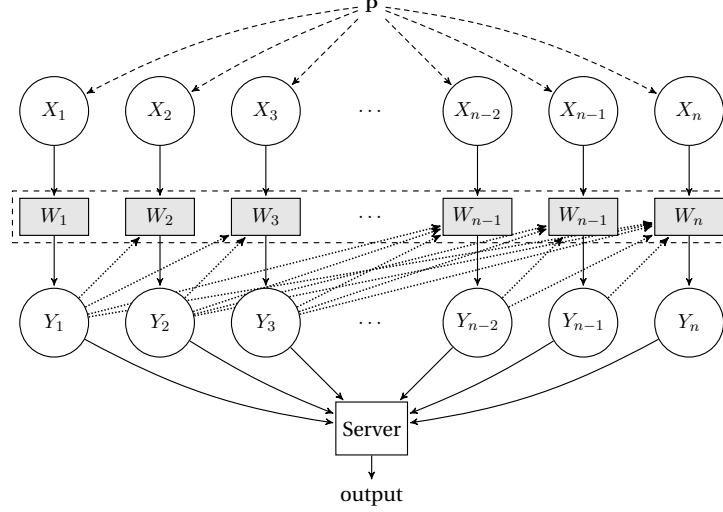 p
X₁ X₂ X₃ ... Xₙ₋₂ Xₙ₋₁ Xₙ
W₁ W₂ W₃ ... Wₙ₋₁ Wₙ₋₁ Wₙ
Y₁ Y₂ Y₃ ... Yₙ₋₂ Yₙ₋₁ Yₙ
Server
output